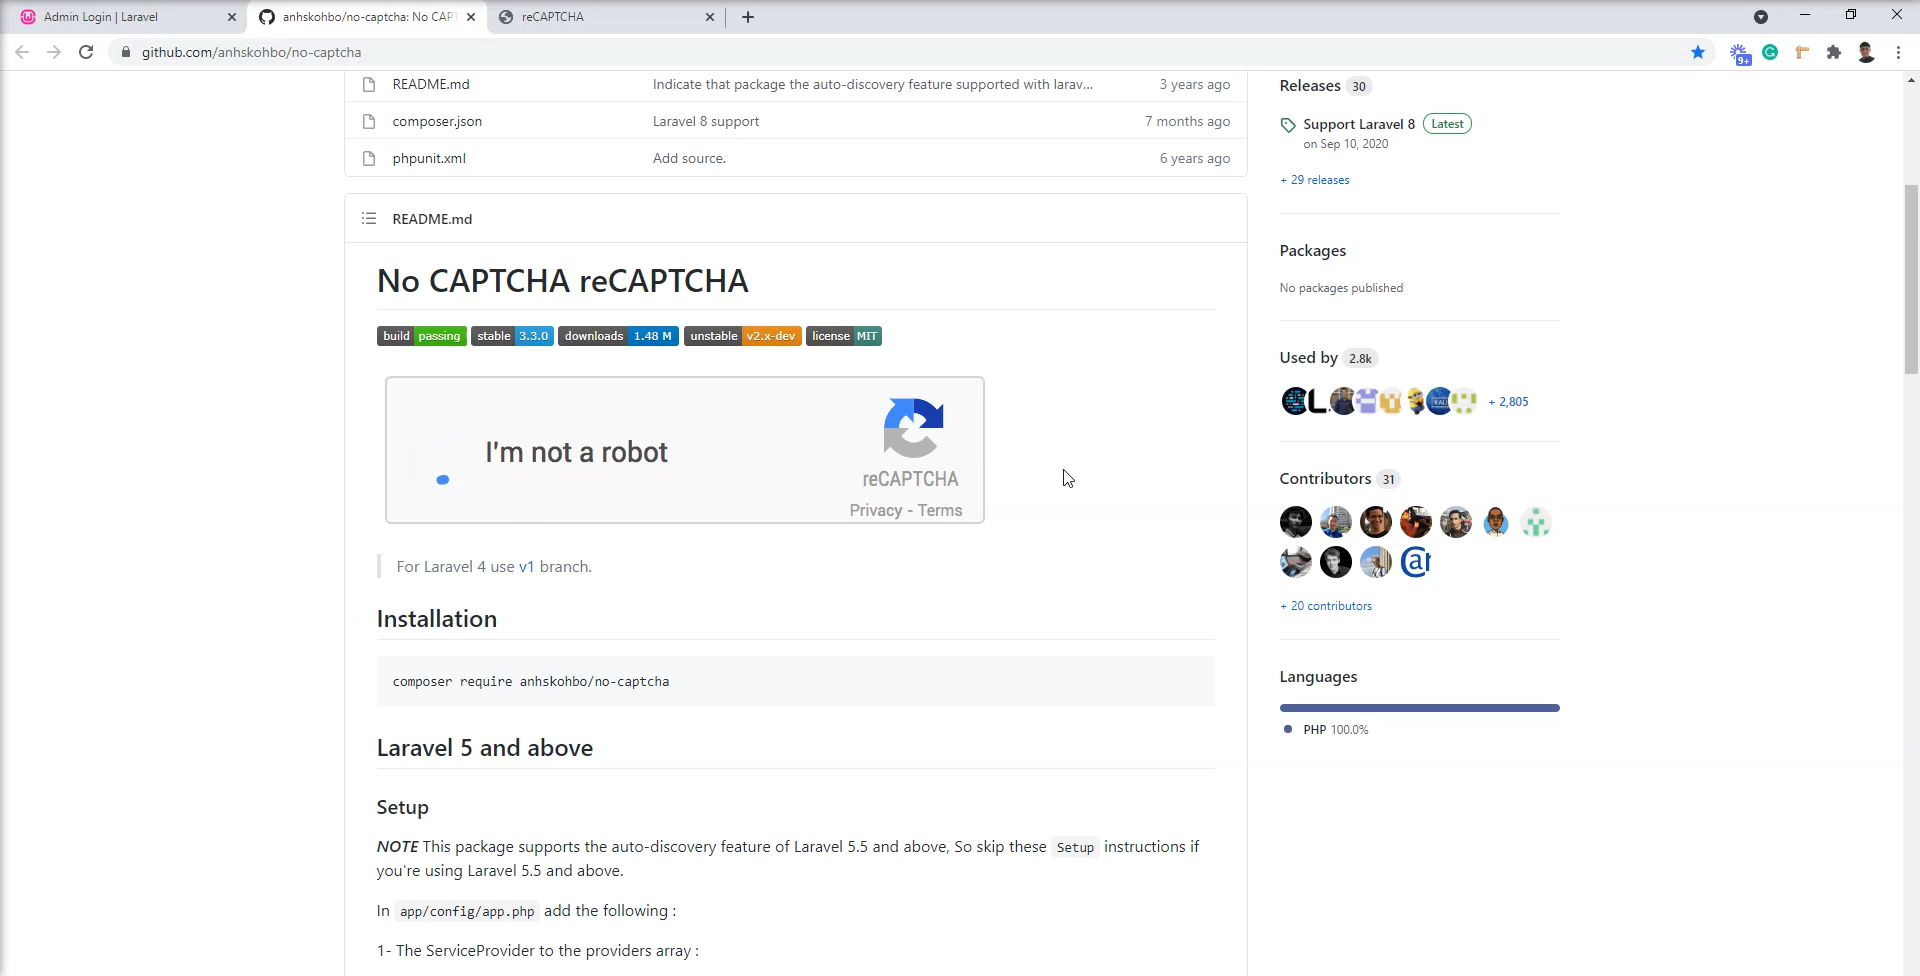 Admin Login | Laravel
anhskohbo/no-captcha: No CAPT
reCAPTCHA
github.com/anhskohbo/no-captcha
9+
README.md Indicate that package the auto-discovery feature supported with larav... 3 years ago
composer.json Laravel 8 support 7 months ago
phpunit.xml Add source. 6 years ago
README.md
No CAPTCHA reCAPTCHA
build passing stable 3.3.0 downloads 1.48 M unstable v2.x-dev license MIT
I'm not a robot
reCAPTCHA
Privacy - Terms
For Laravel 4 use v1 branch.
Installation
composer require anhskohbo/no-captcha
Laravel 5 and above
Setup
NOTE This package supports the auto-discovery feature of Laravel 5.5 and above, So skip these Setup instructions if
you're using Laravel 5.5 and above.
In app/config/app.php add the following :
1- The ServiceProvider to the providers array :
Releases 30
Support Laravel 8 Latest
on Sep 10, 2020
+ 29 releases
Packages
No packages published
Used by 2.8k
+ 2,805
Contributors 31
+ 20 contributors
Languages
PHP 100.0%